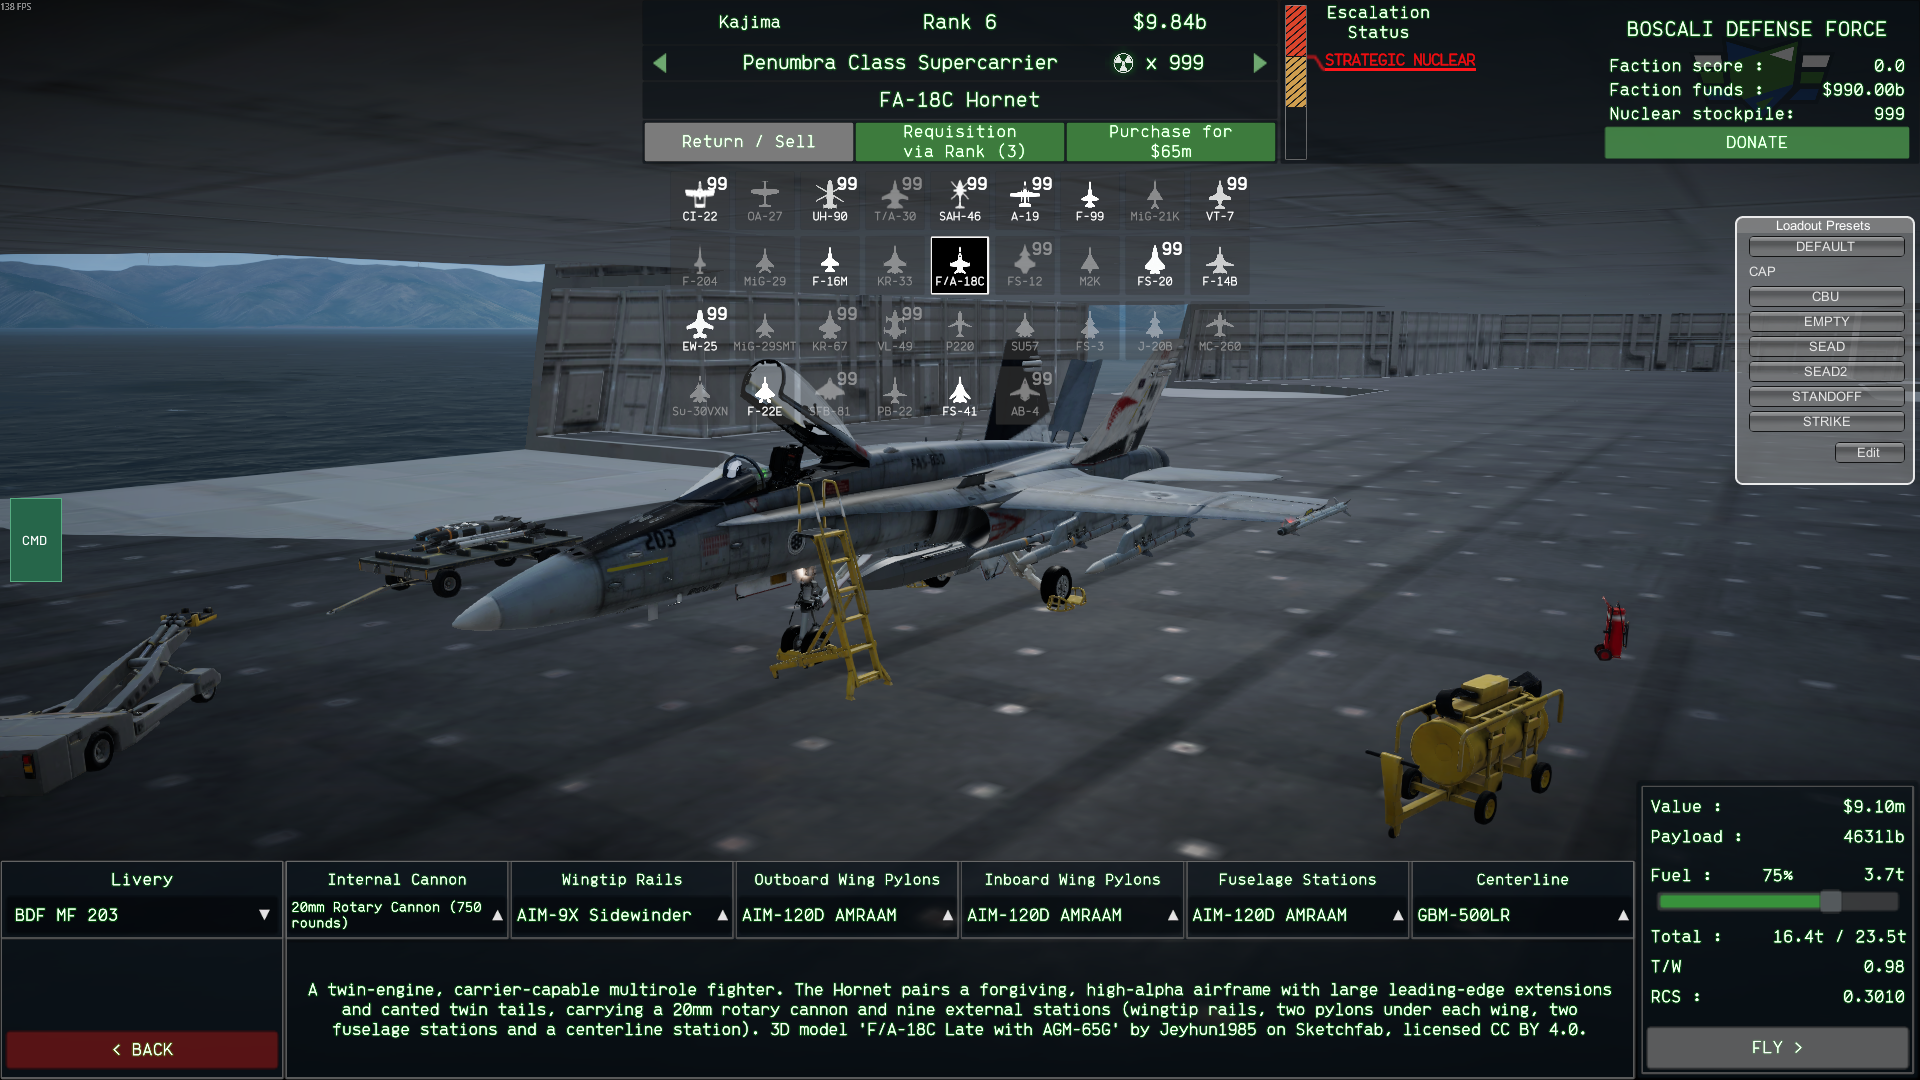 138 FPS
Kajima
Rank 6
$9.84b
Penumbra Class Supercarrier
x 999
FA-18C Hornet
Return / Sell
Requisition
via Rank (3)
Purchase for
$65m
Escalation
Status
STRATEGIC NUCLEAR
BOSCALI DEFENSE FORCE
Faction score : 0.0
Faction funds : $990.00b
Nuclear stockpile: 999
DONATE
99 99 99 99 99 99
CI-22 OA-27 UH-90 T/A-30 SAH-46 A-19 F-99 MiG-21K VT-7
99 99
F-204 MiG-29 F-16M KR-33 F/A-18C FS-12 M2K FS-20 F-14B
99 99 99
EW-25 MiG-29SMT KR-67 VL-49 P220 SU57 FS-3 J-20B MC-260
99 99
Su-30VXN F-22E SFB-81 PB-22 FS-41 AB-4
Loadout Presets
DEFAULT
CAP
CBU
EMPTY
SEAD
SEAD2
STANDOFF
STRIKE
Edit
CMD
203
Value : $9.10m
Payload : 4631lb
Fuel : 75% 3.7t
Total : 16.4t / 23.5t
T/W 0.98
RCS : 0.3010
FLY >
Livery
BDF MF 203
Internal Cannon
20mm Rotary Cannon (750
rounds)
Wingtip Rails
AIM-9X Sidewinder
Outboard Wing Pylons
AIM-120D AMRAAM
Inboard Wing Pylons
AIM-120D AMRAAM
Fuselage Stations
AIM-120D AMRAAM
Centerline
GBM-500LR
A twin-engine, carrier-capable multirole fighter. The Hornet pairs a forgiving, high-alpha airframe with large leading-edge extensions
and canted twin tails, carrying a 20mm rotary cannon and nine external stations (wingtip rails, two pylons under each wing, two
fuselage stations and a centerline station). 3D model 'F/A-18C Late with AGM-65G' by Jeyhun1985 on Sketchfab, licensed CC BY 4.0.
< BACK